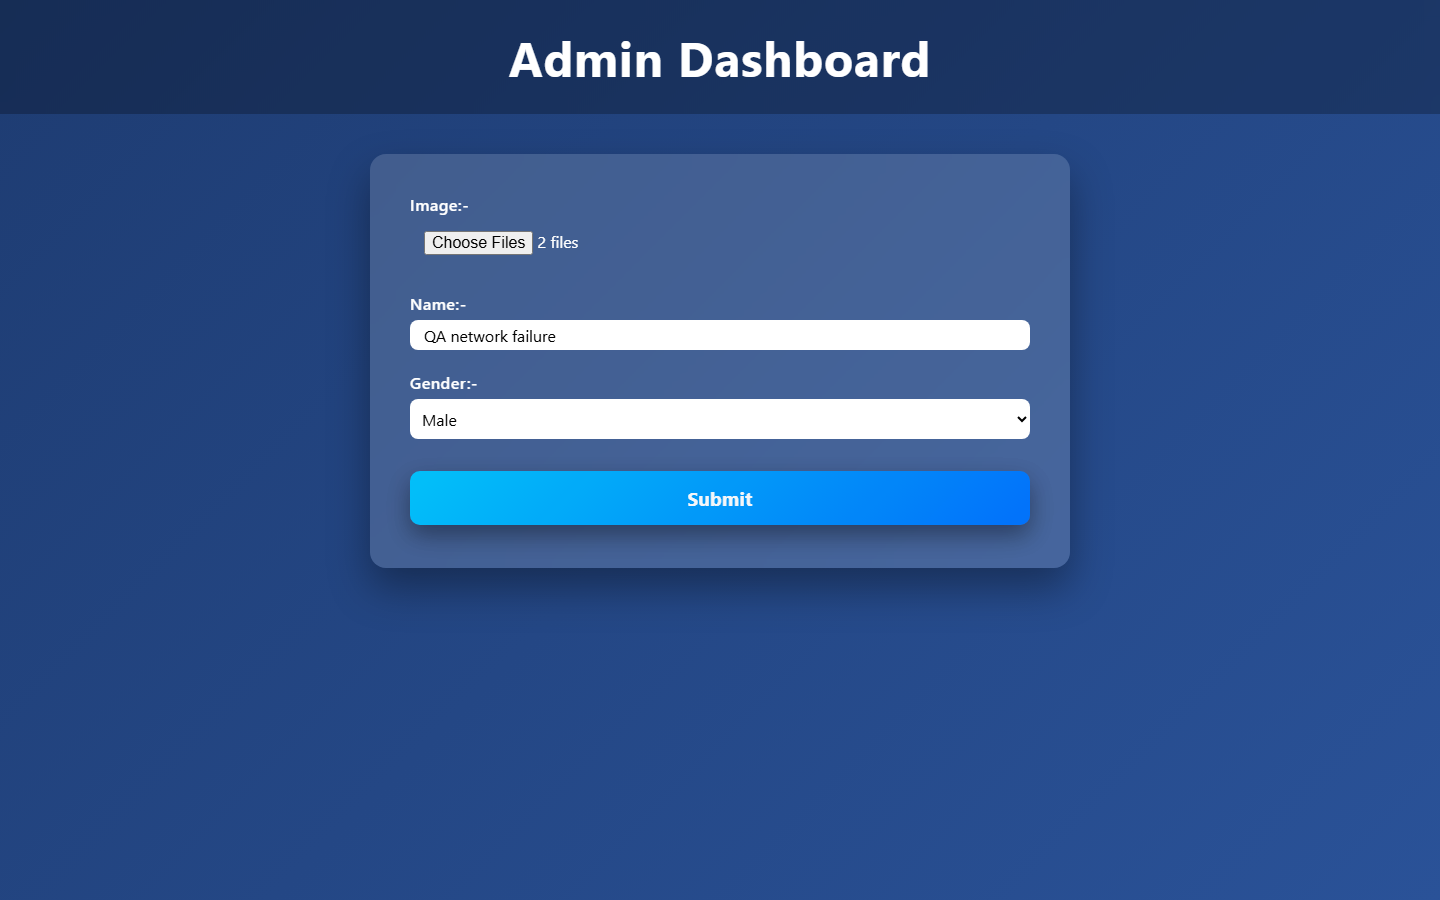 Admin Dashboard
Image:-
Choose Files 2 files
Name:-
QA network failure
Gender:-
Male
Submit